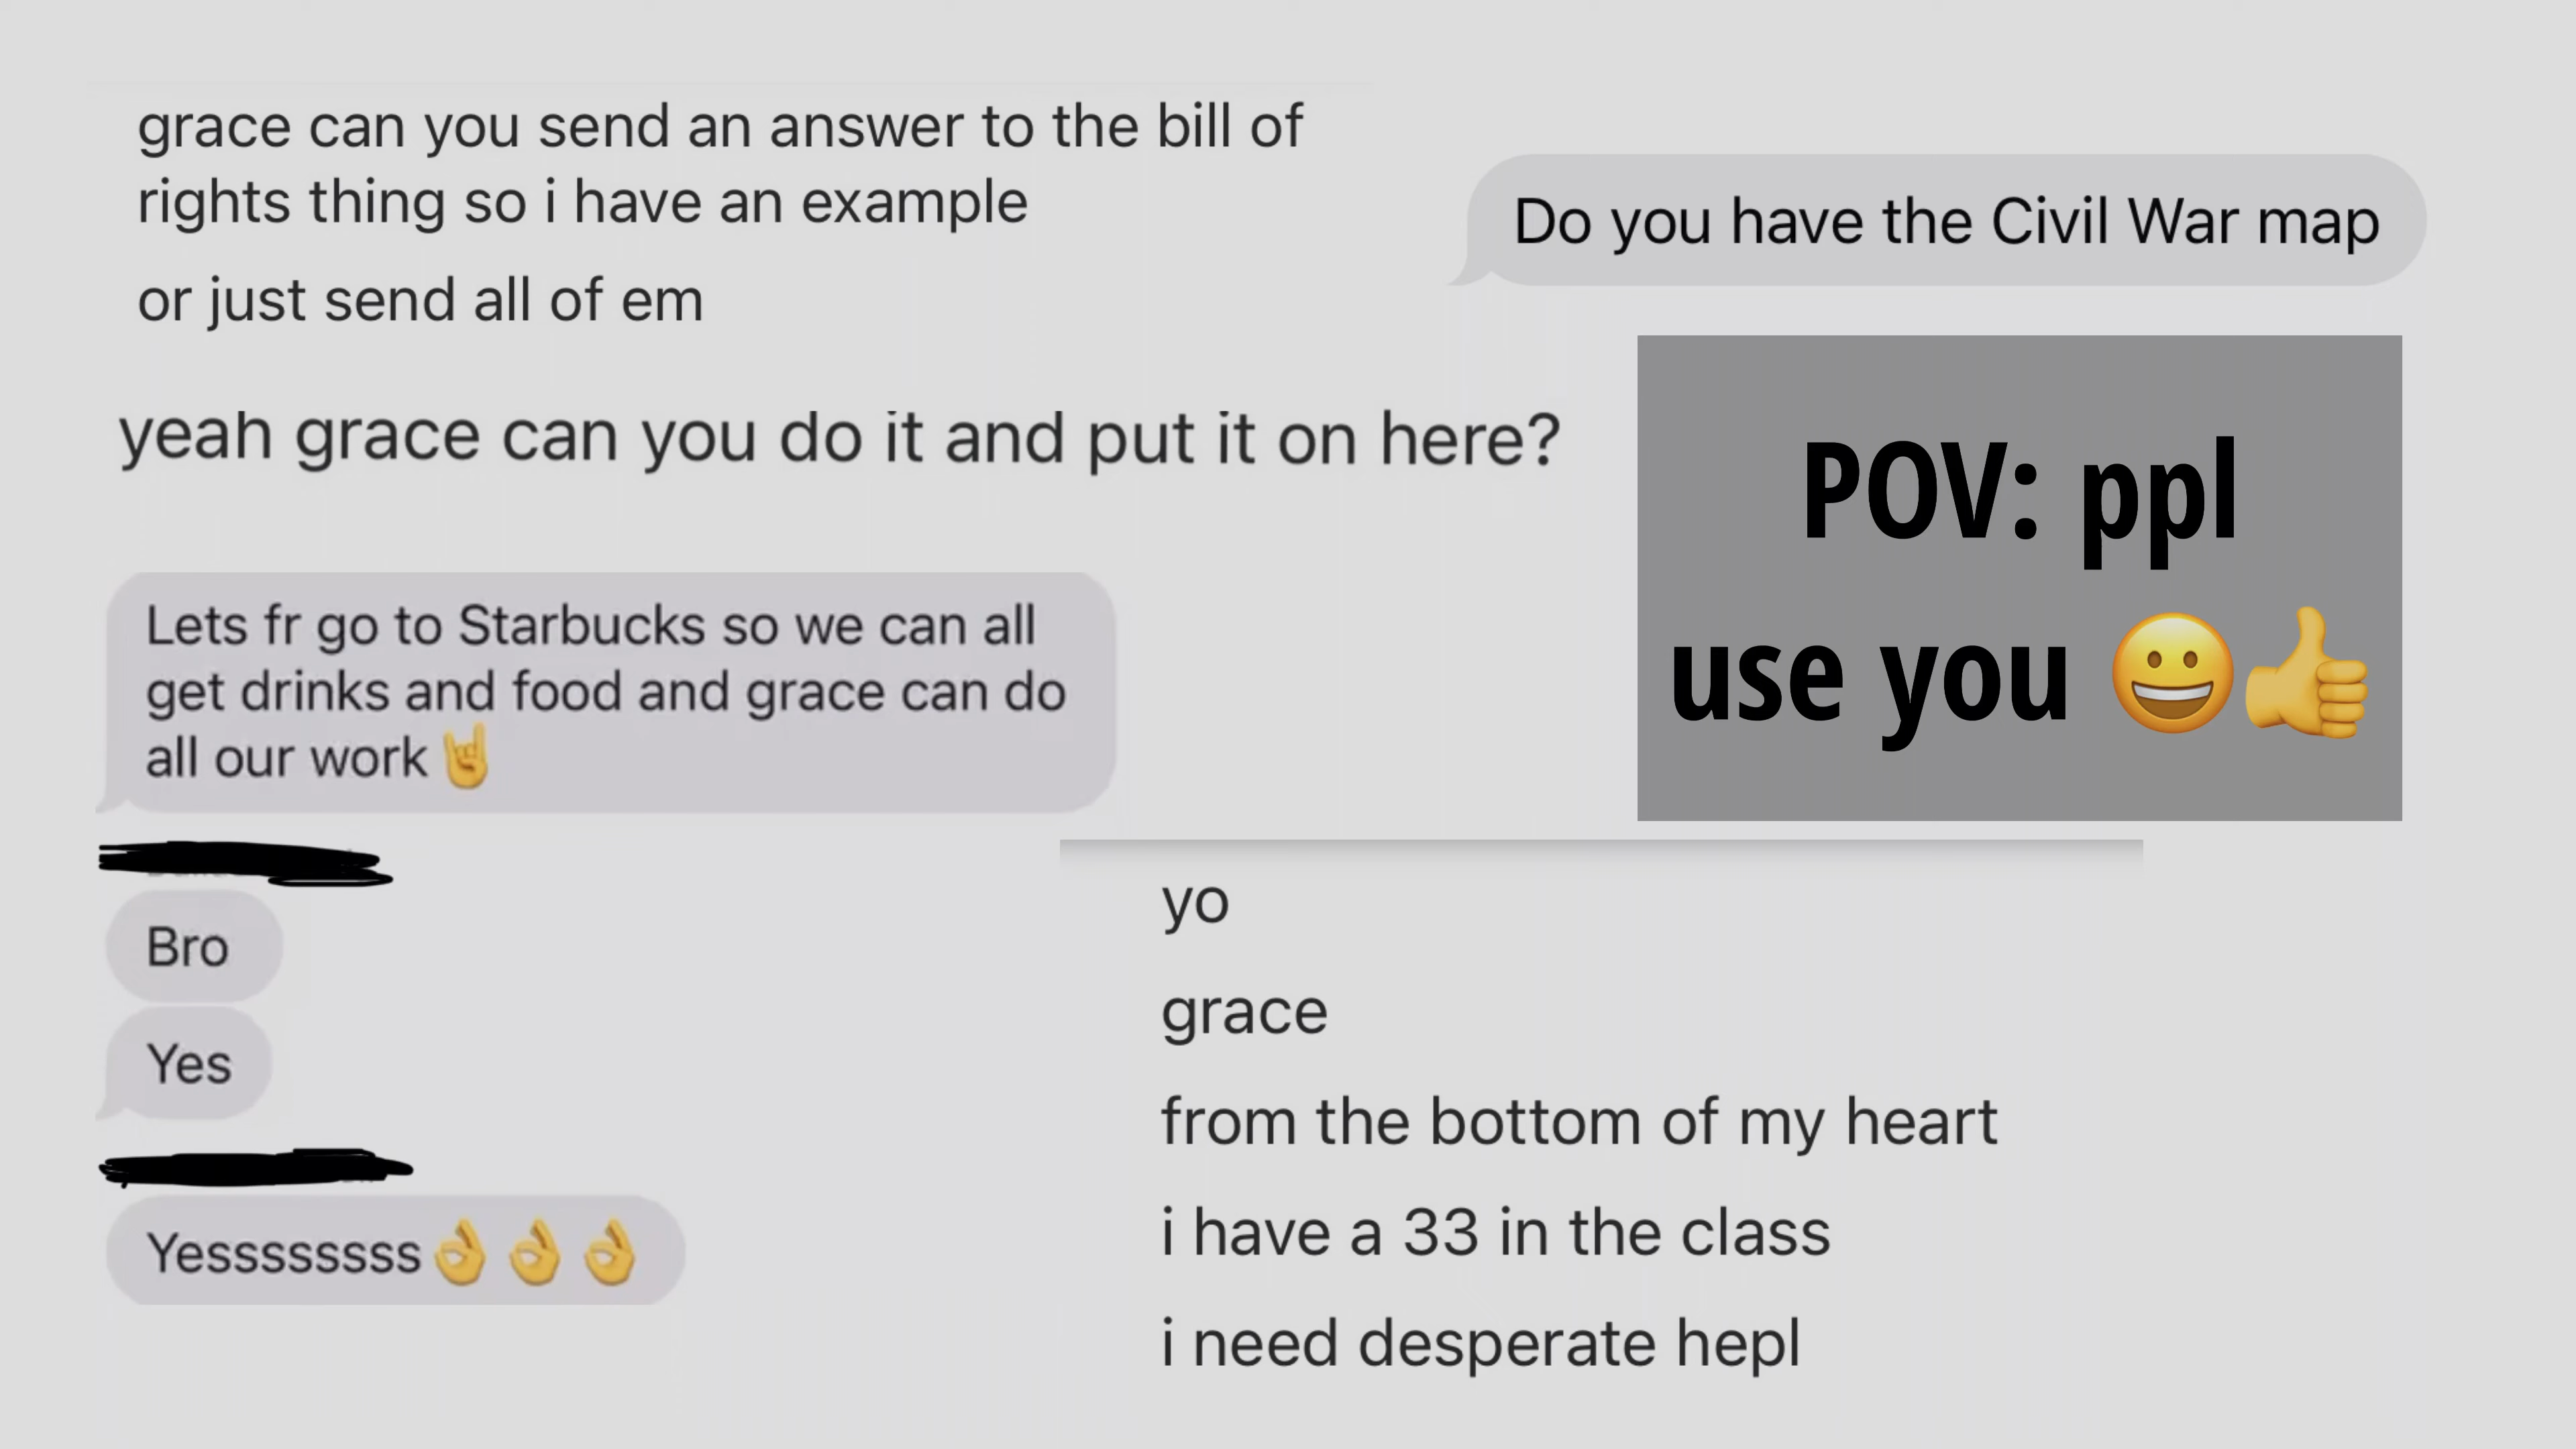 grace can you send an answer to the bill of
rights thing so i have an example
or just send all of em
Do you have the Civil War map
yeah grace can you do it and put it on here?
POV: ppl
use you 😀👍
Lets fr go to Starbucks so we can all
get drinks and food and grace can do
all our work🤘
Bro
Yes
Yessssssss👌👌👌
yo
grace
from the bottom of my heart
i have a 33 in the class
i need desperate hepl